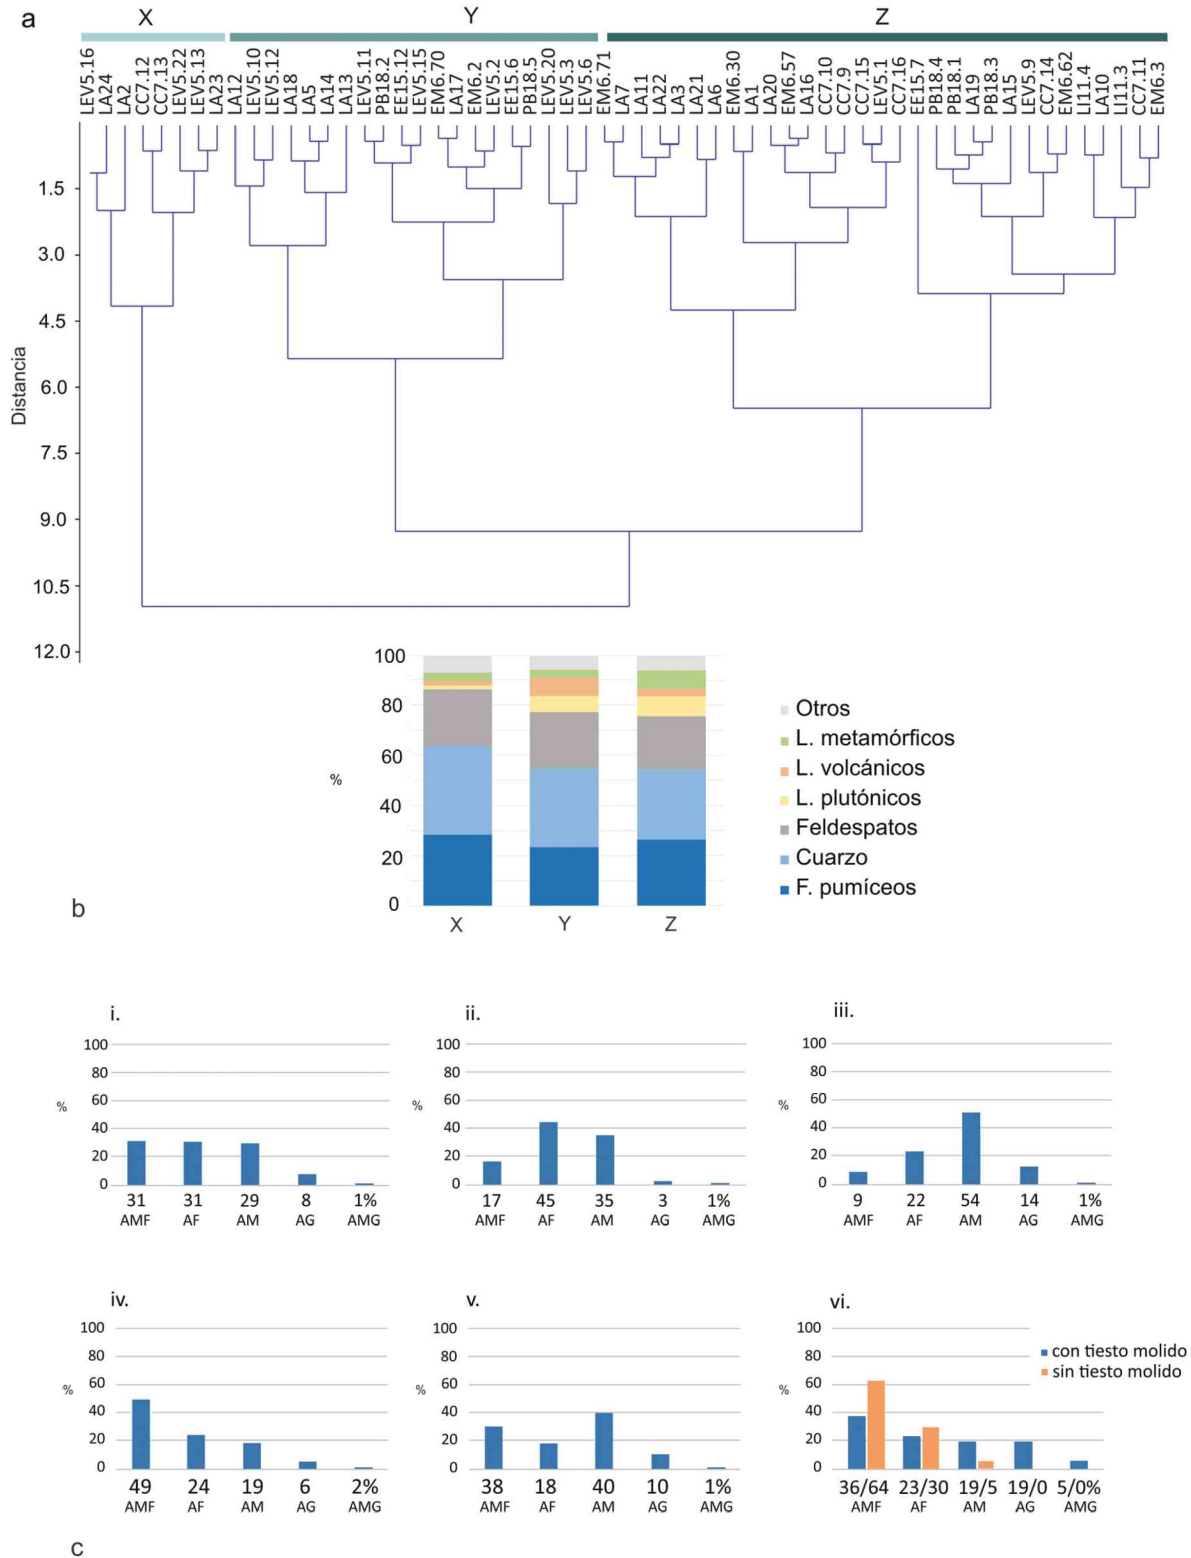 a
X
Y
Z
LEV5.16
LA24
LA2
CC7.12
CC7.13
LEV5.22
LEV5.13
LA23
LA12
LEV5.10
LEV5.12
LA18
LA5
LA14
LA13
LEV5.11
PB18.2
EE15.12
LEV5.15
EM6.70
LA17
EM6.2
LEV5.2
EE15.6
PB18.5
LEV5.20
LEV5.3
LEV5.6
EM6.71
LA7
LA11
LA22
LA3
LA21
LA6
EM6.30
LA1
LA20
EM6.57
LA16
CC7.10
CC7.9
CC7.15
LEV5.1
CC7.16
EE15.7
PB18.4
PB18.1
LA19
PB18.3
LA15
LEV5.9
CC7.14
EM6.62
LI11.4
LA10
LI11.3
CC7.11
EM6.3
Distancia
1.5
3.0
4.5
6.0
7.5
9.0
10.5
12.0
b
%
100
80
60
40
20
0
X Y Z
Otros
L. metamórficos
L. volcánicos
L. plutónicos
Feldespatos
Cuarzo
F. pumíceos
i.
%
100
80
60
40
20
0
31 31 29 8 1%
AMF AF AM AG AMG
ii.
%
100
80
60
40
20
0
17 45 35 3 1%
AMF AF AM AG AMG
iii.
%
100
80
60
40
20
0
9 22 54 14 1%
AMF AF AM AG AMG
iv.
%
100
80
60
40
20
0
49 24 19 6 2%
AMF AF AM AG AMG
v.
%
100
80
60
40
20
0
38 18 40 10 1%
AMF AF AM AG AMG
vi.
%
100
80
60
40
20
0
con tiesto molido
sin tiesto molido
36/64 23/30 19/5 19/0 5/0%
AMF AF AM AG AMG
c